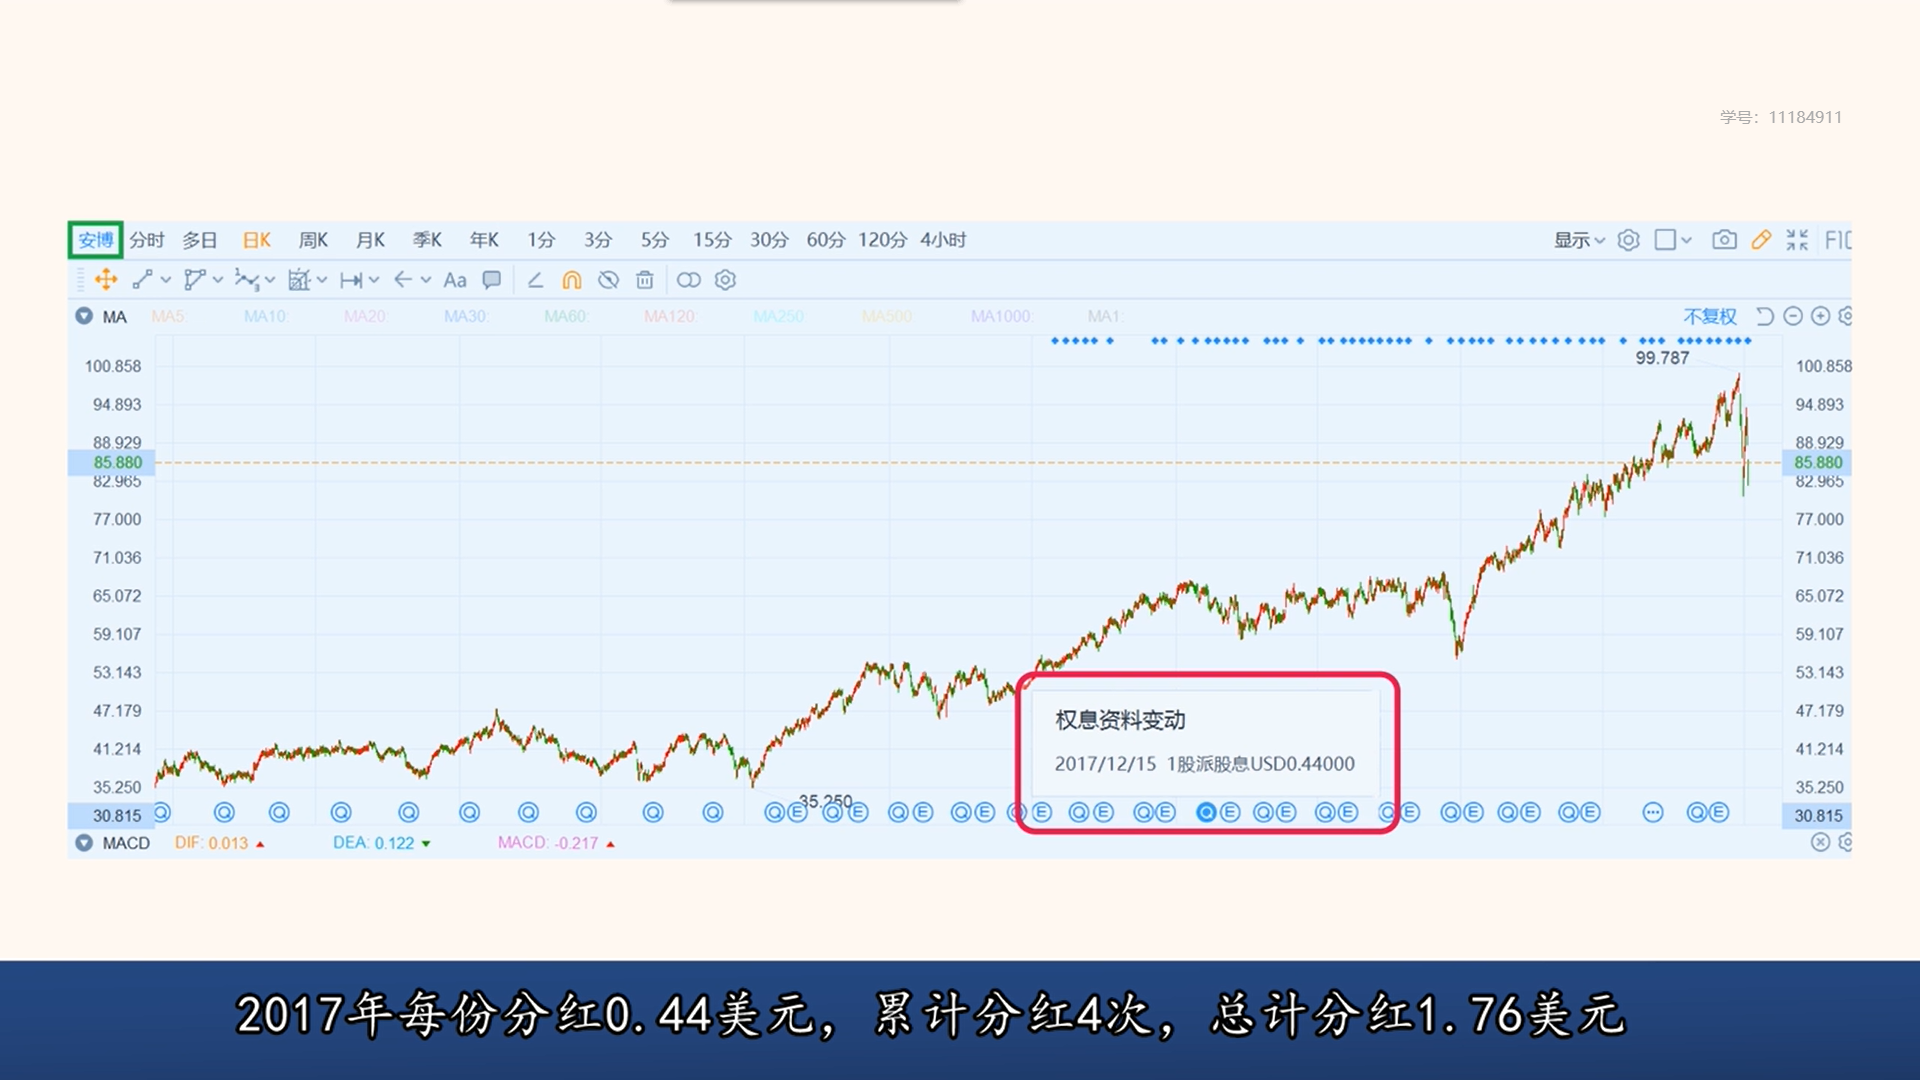 学号：11184911
安博 分时 多日 日K 周K 月K 季K 年K 1分 3分 5分 15分 30分 60分 120分 4小时 显示
Aa
MA MA5: MA10: MA20: MA30: MA60: MA120: MA250: MA500: MA1000: MA1: 不复权
99.787
100.858 100.858
94.893 94.893
88.929 88.929
85.880 85.880
82.965 82.965
77.000 77.000
71.036 71.036
65.072 65.072
59.107 59.107
53.143 53.143
47.179 47.179
权息资料变动
41.214 41.214
2017/12/15 1股派股息USD0.44000
35.250 35.250
35.250
30.815 30.815
MACD DIF: 0.013 DEA: 0.122 MACD: -0.217
2017年每份分红0.44美元，累计分红4次，总计分红1.76美元